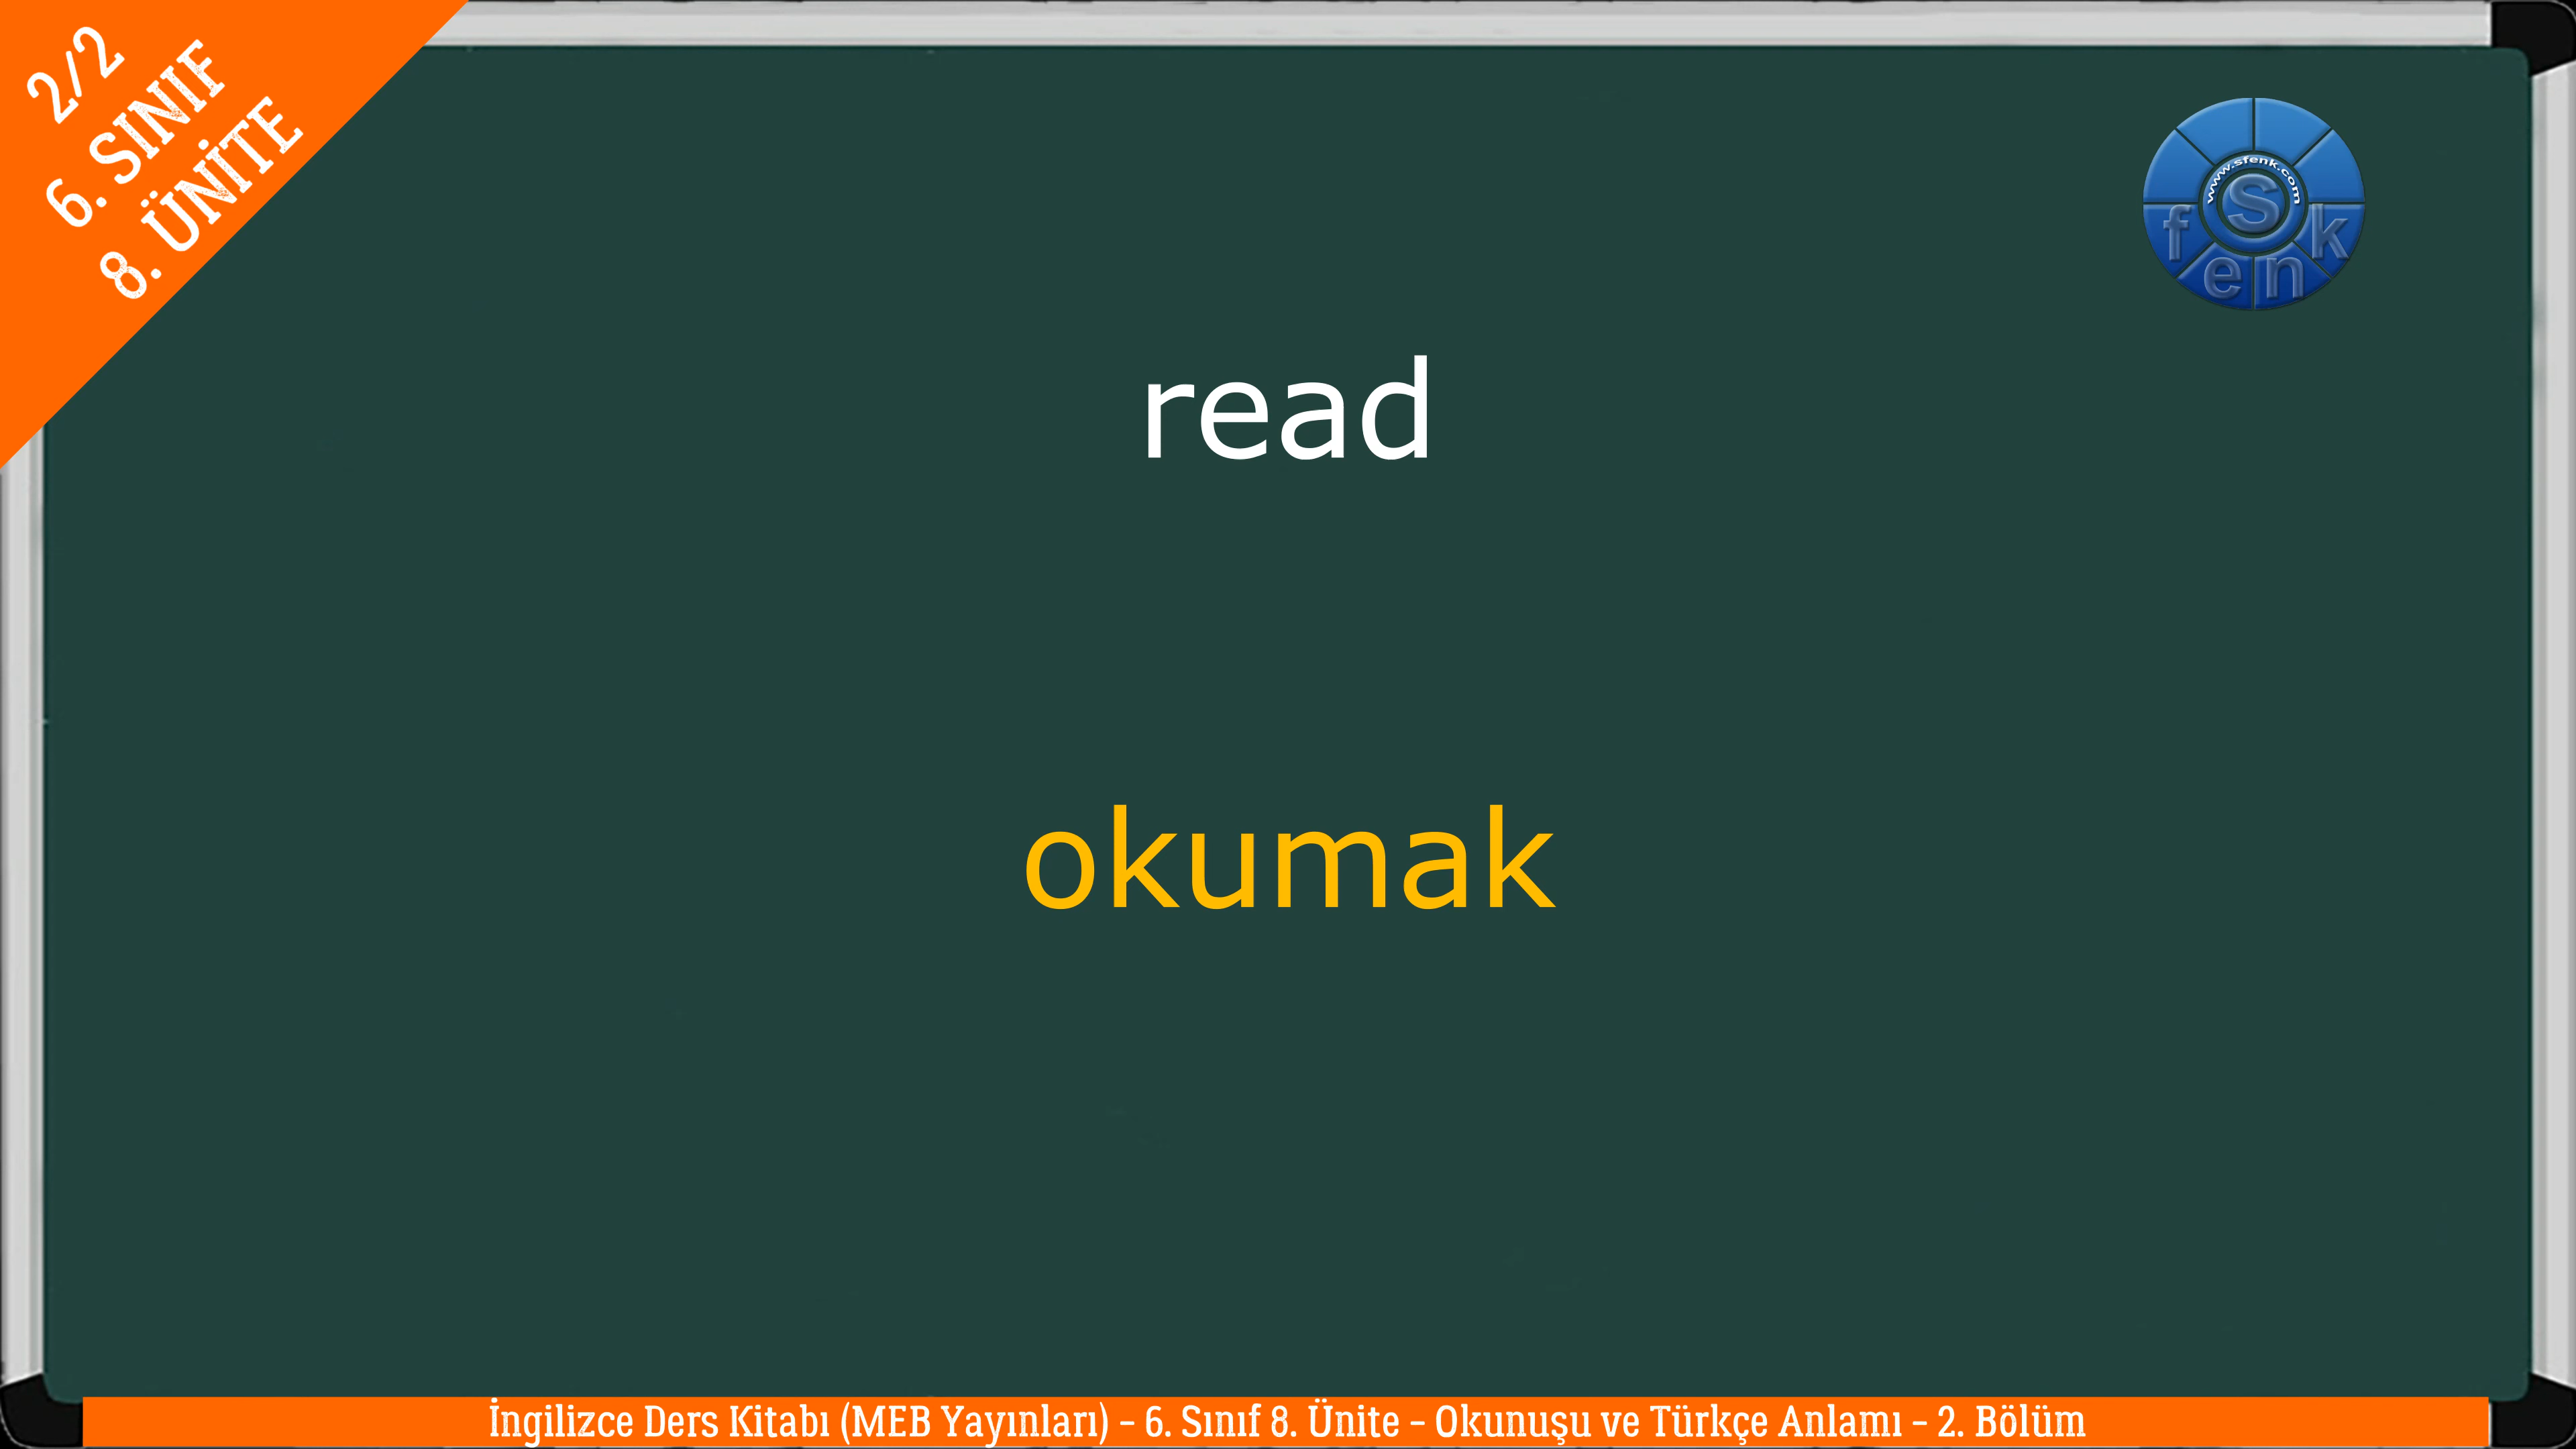 2/2
6. SINIF
8. ÜNİTE
www.sfenk.com
S
f e n k
read
okumak
İngilizce Ders Kitabı (MEB Yayınları) – 6. Sınıf 8. Ünite – Okunuşu ve Türkçe Anlamı – 2. Bölüm